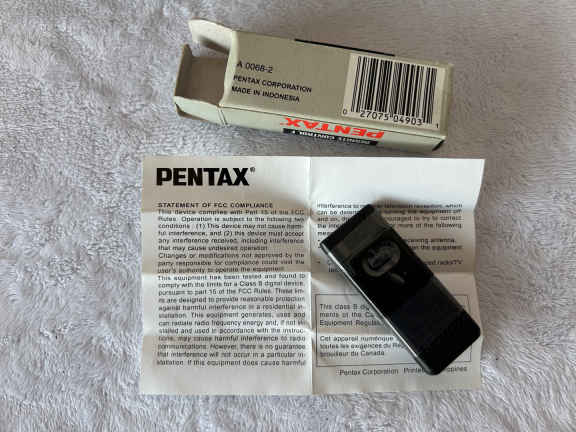 A 0068-2
PENTAX CORPORATION
MADE IN INDONESIA
0 27075 04903 1
PENTAX
REMOTE CONTROL F
PENTAX®
STATEMENT OF FCC COMPLIANCE
This device complies with Part 15 of the FCC
Rules. Operation is subject to the following two
conditions : (1) This device may not cause harm-
ful interference, and (2) this device must accept
any interference received, including interference
that may cause undesired operation.
Changes or modifications not approved by the
party responsible for compliance could void the
user's authority to operate the equipment.
This equipment has been tested and found to
comply with the limits for a Class B digital device,
pursuant to part 15 of the FCC Rules. These lim-
its are designed to provide reasonable protection
against harmful interference in a residential in-
stallation. This equipment generates, uses and
can radiate radio frequency energy and, if not in-
stalled and used in accordance with the instruc-
tions, may cause harmful interference to radio
communications. However, there is no guarantee
that interference will not occur in a particular in-
stallation. If this equipment does cause harmful
interference to television reception, which
can be turning the equipment off
and on, to try to correct
the more of the following
receiving antenna.
radio/TV
This class B
ments of the
Equipment
Cet appareil numérique
toutes les exigences du
brouilleur du Canada.
Pentax Corporation